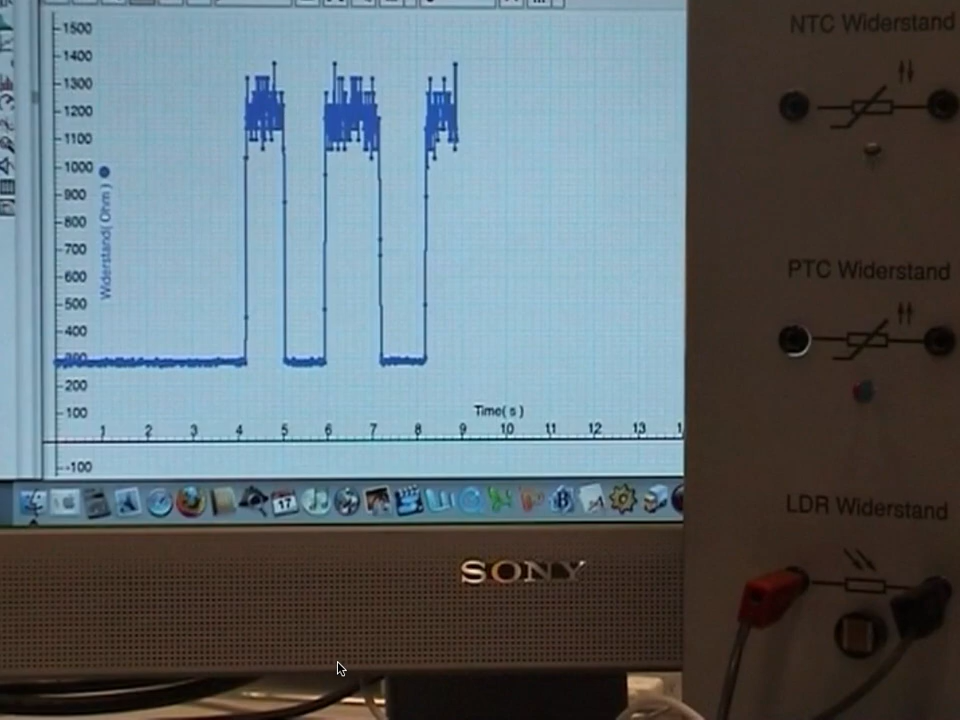 1500
1400
1300
1200
1100
1000
900
800
700
600
500
400
300
200
100
-100
Widerstand( Ohm )
Time( s )
1 2 3 4 5 6 7 8 9 10 11 12 13
17
SONY
NTC Widerstand
PTC Widerstand
LDR Widerstand